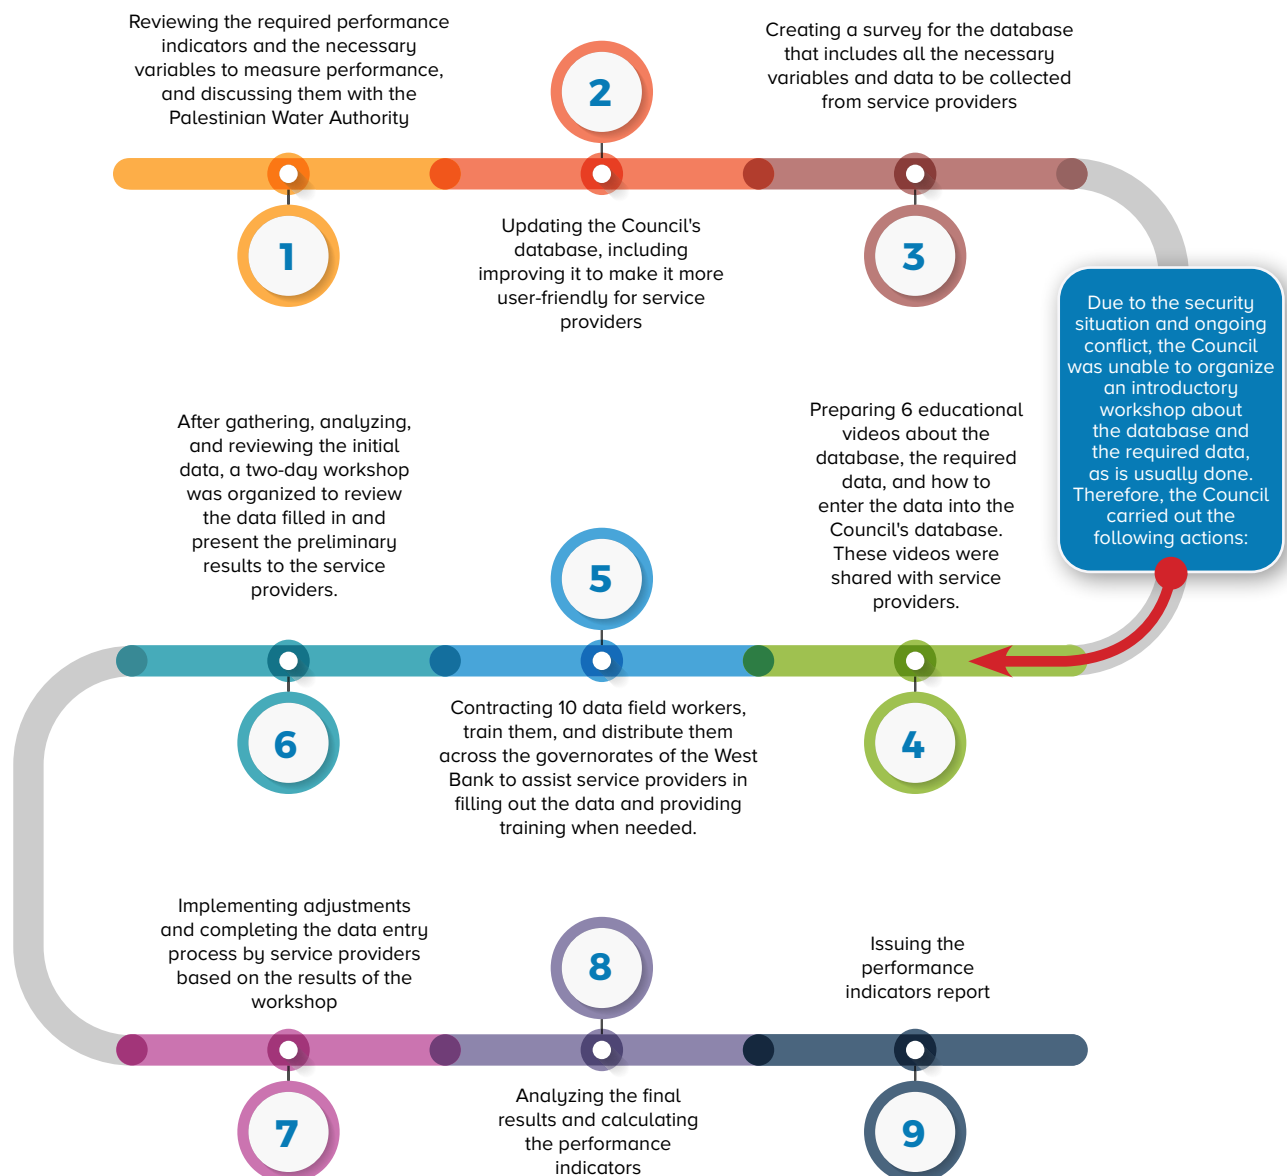 Reviewing the required performance
indicators and the necessary
variables to measure performance,
and discussing them with the
Palestinian Water Authority
1
2
Updating the Council's
database, including
improving it to make it more
user-friendly for service
providers
Creating a survey for the database
that includes all the necessary
variables and data to be collected
from service providers
3
Due to the security
situation and ongoing
conflict, the Council
was unable to organize
an introductory
workshop about
the database and
the required data,
as is usually done.
Therefore, the Council
carried out the
following actions:
Preparing 6 educational
videos about the
database, the required
data, and how to
enter the data into the
Council's database.
These videos were
shared with service
providers.
4
5
Contracting 10 data field workers,
train them, and distribute them
across the governorates of the West
Bank to assist service providers in
filling out the data and providing
training when needed.
After gathering, analyzing,
and reviewing the initial
data, a two-day workshop
was organized to review
the data filled in and
present the preliminary
results to the service
providers.
6
Implementing adjustments
and completing the data entry
process by service providers
based on the results of the
workshop
7
8
Analyzing the final
results and calculating
the performance
indicators
Issuing the
performance
indicators report
9